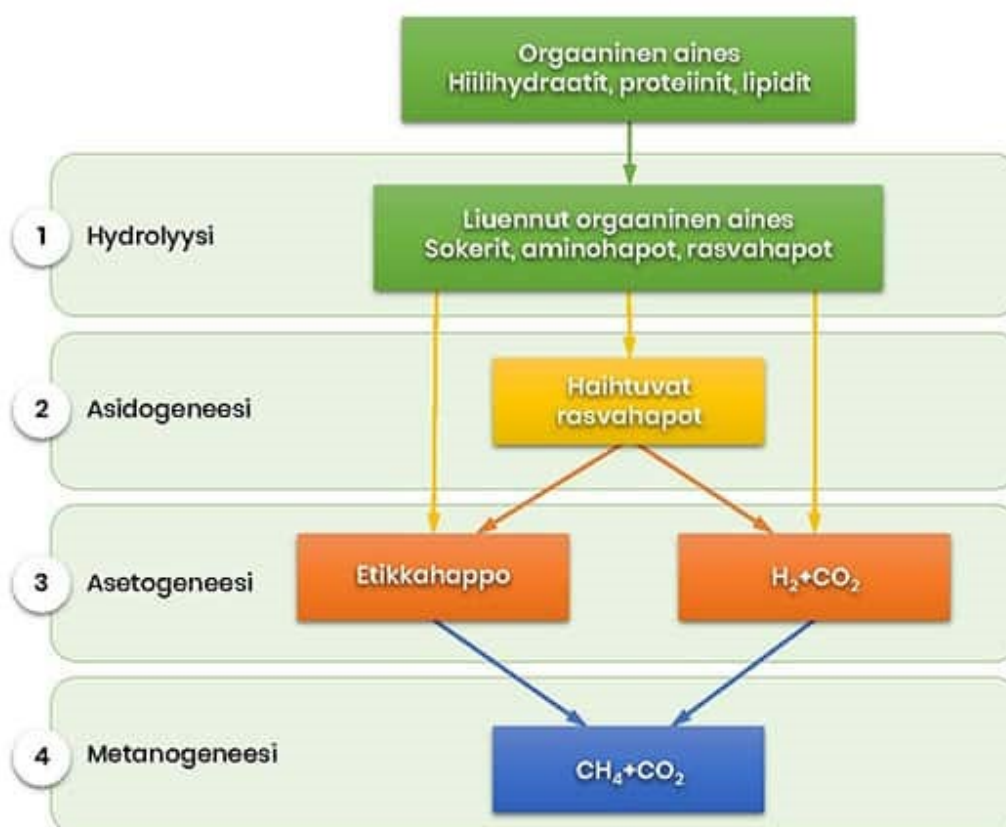 Orgaaninen aines
Hiilihydraatit, proteiinit, lipidit
1
Hydrolyysi
Liuennut orgaaninen aines
Sokerit, aminohapot, rasvahapot
2
Asidogeneesi
Haihtuvat
rasvahapot
3
Asetogeneesi
Etikkahappo
H₂+CO₂
4
Metanogeneesi
CH₄+CO₂